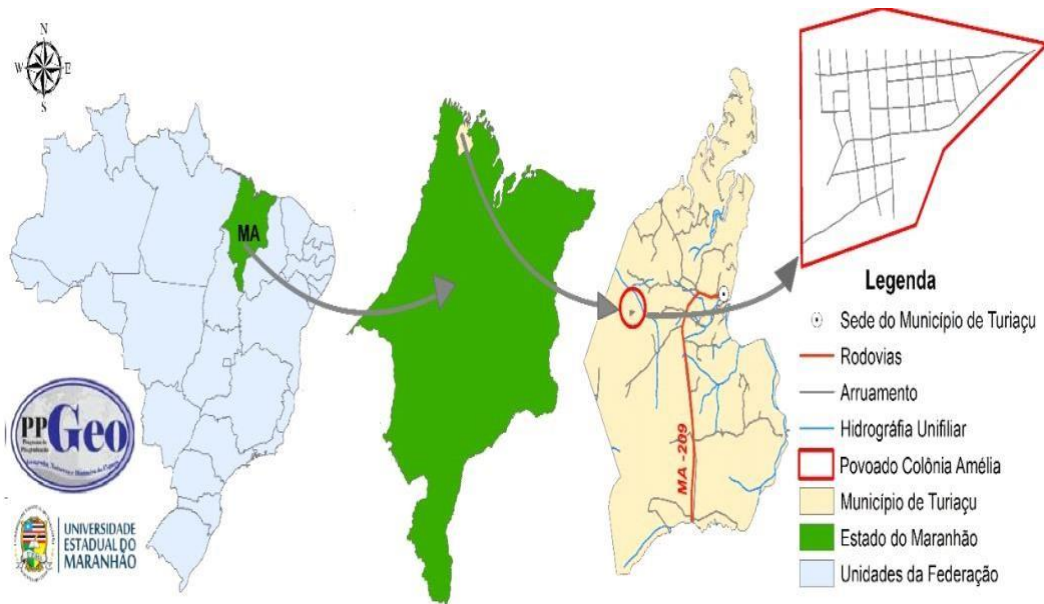 N
W
E
S
MA
MA -209
Legenda
Sede do Município de Turiaçu
Rodovias
Arruamento
Hidrográfia Unifiliar
Povoado Colônia Amélia
Município de Turiaçu
Estado do Maranhão
Unidades da Federação
PPGeo
UNIVERSIDADE
ESTADUAL DO
MARANHÃO